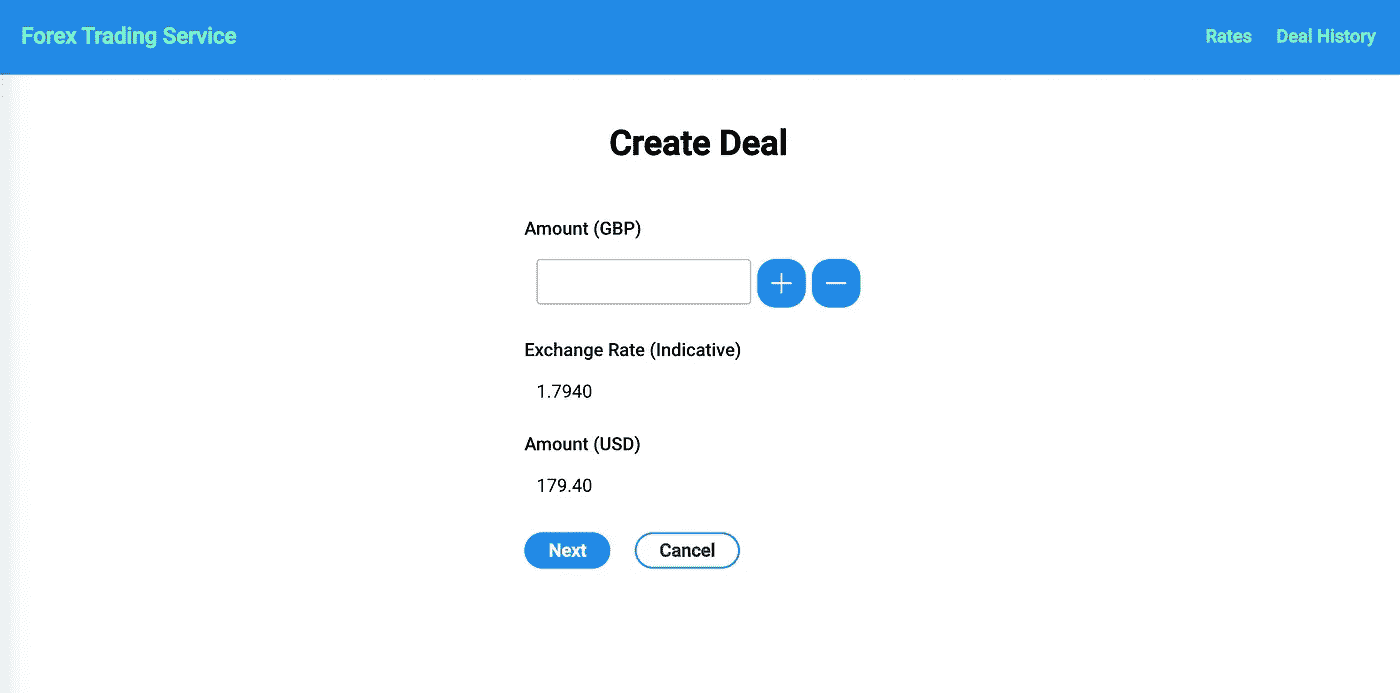 Forex Trading Service Rates Deal History
Create Deal
Amount (GBP)
Exchange Rate (Indicative)
1.7940
Amount (USD)
179.40
Next Cancel